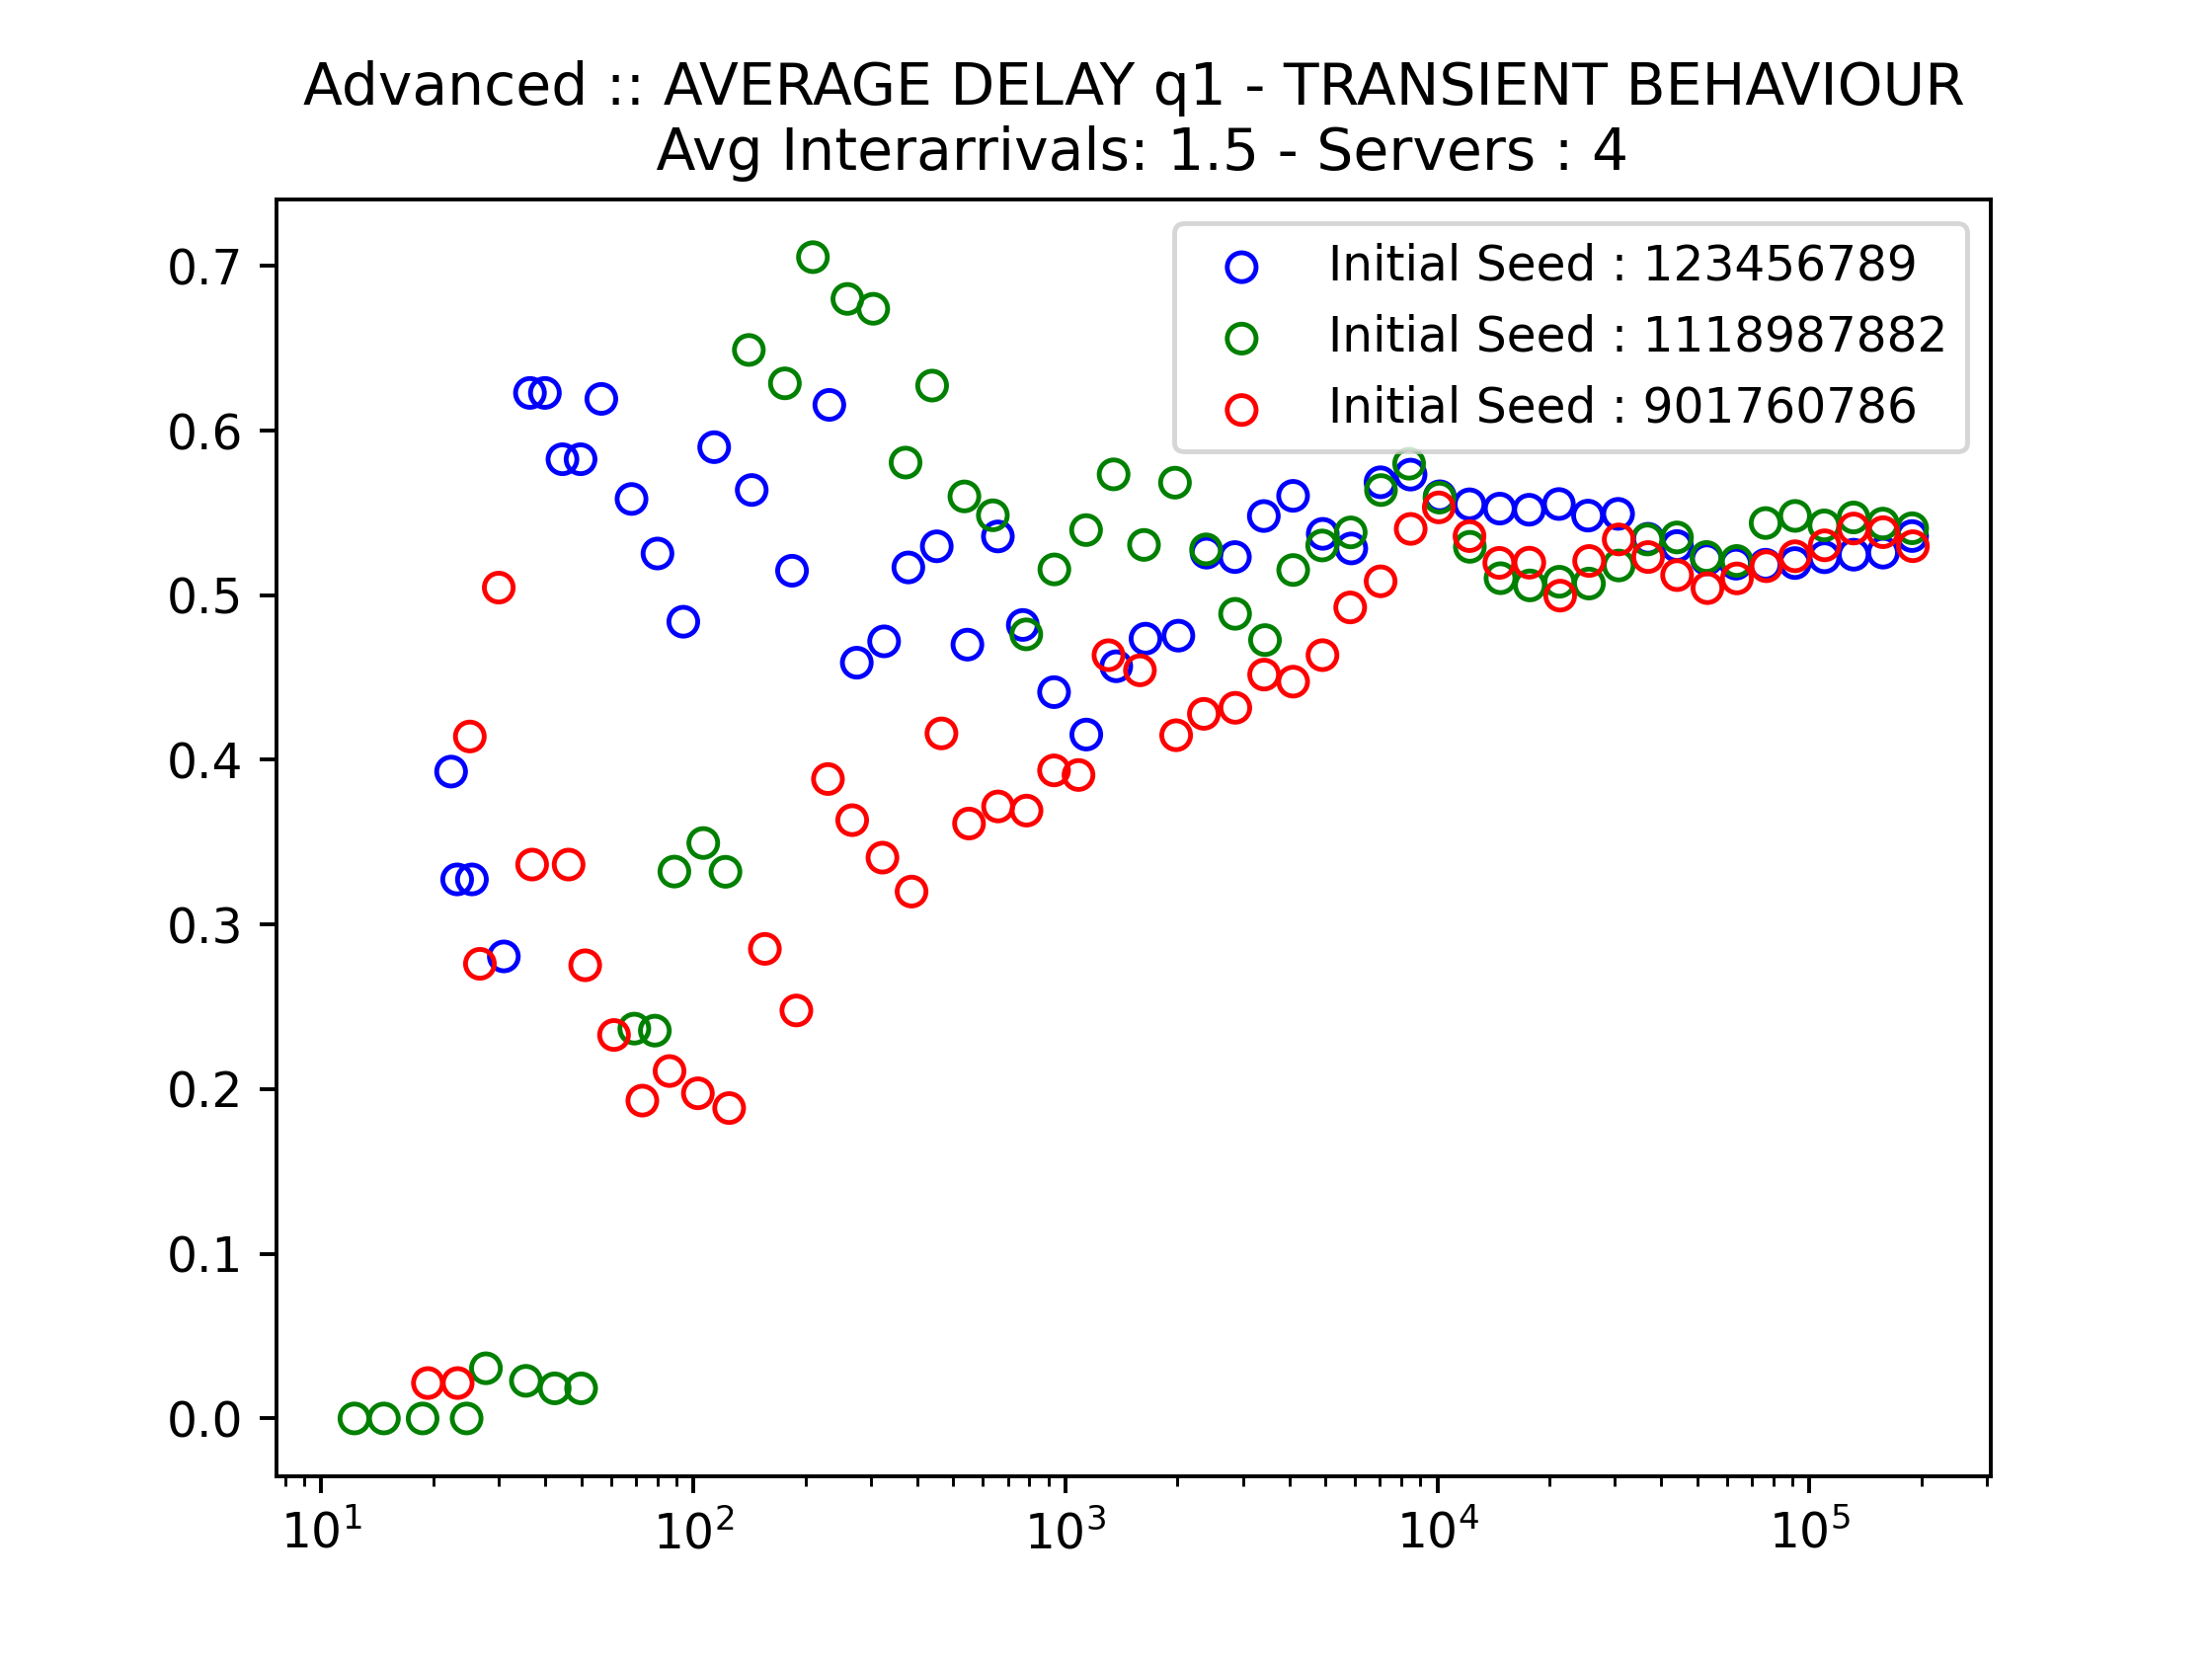 Advanced :: AVERAGE DELAY q1 - TRANSIENT BEHAVIOUR
Avg Interarrivals: 1.5 - Servers : 4
Initial Seed : 123456789
Initial Seed : 1118987882
Initial Seed : 901760786
0.7
0.6
0.5
0.4
0.3
0.2
0.1
0.0
10¹ 10² 10³ 10⁴ 10⁵